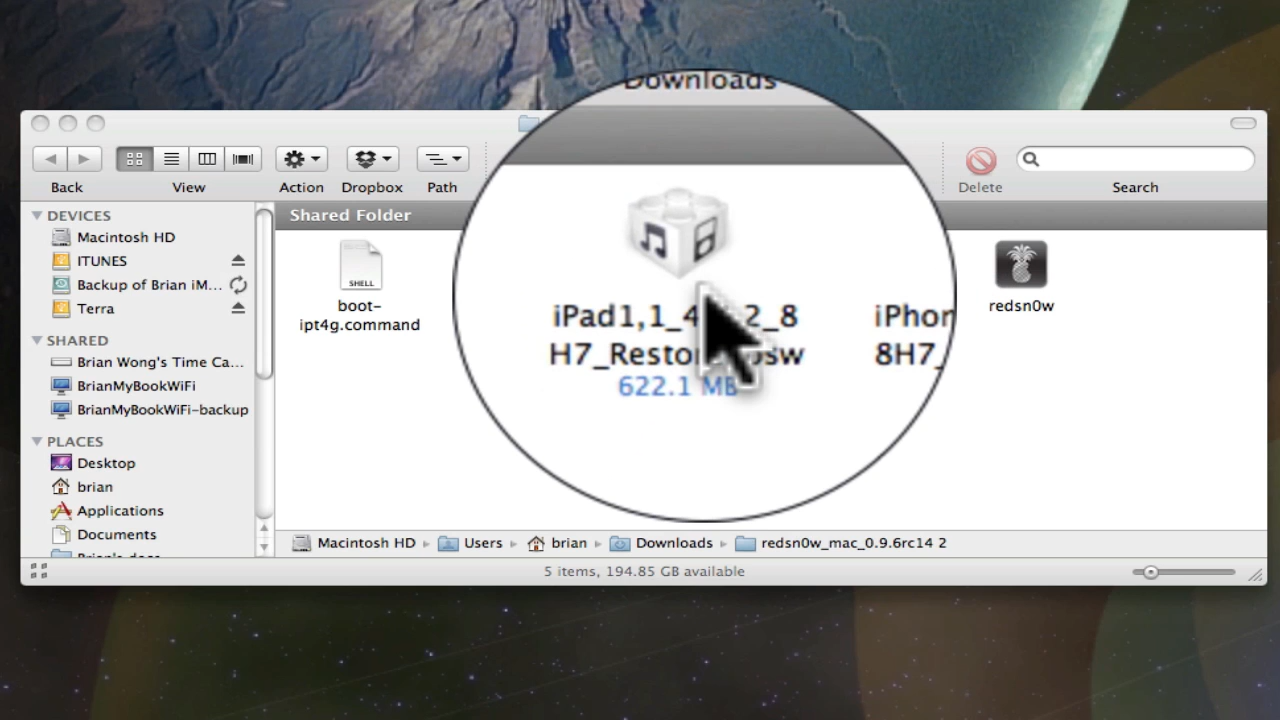 Downloads
Back
View
Action
Dropbox
Path
Delete
Search
DEVICES
Macintosh HD
ITUNES
Backup of Brian iM...
Terra
SHARED
Brian Wong's Time Ca...
BrianMyBookWiFi
BrianMyBookWiFi-backup
PLACES
Desktop
brian
Applications
Documents
Shared Folder
SHELL
boot-
ipt4g.command
iPad1,1_4 2_8
H7_Resto sw
622.1 MB
iPhon
8H7_
redsn0w
Macintosh HD Users brian Downloads redsn0w_mac_0.9.6rc14 2
5 items, 194.85 GB available